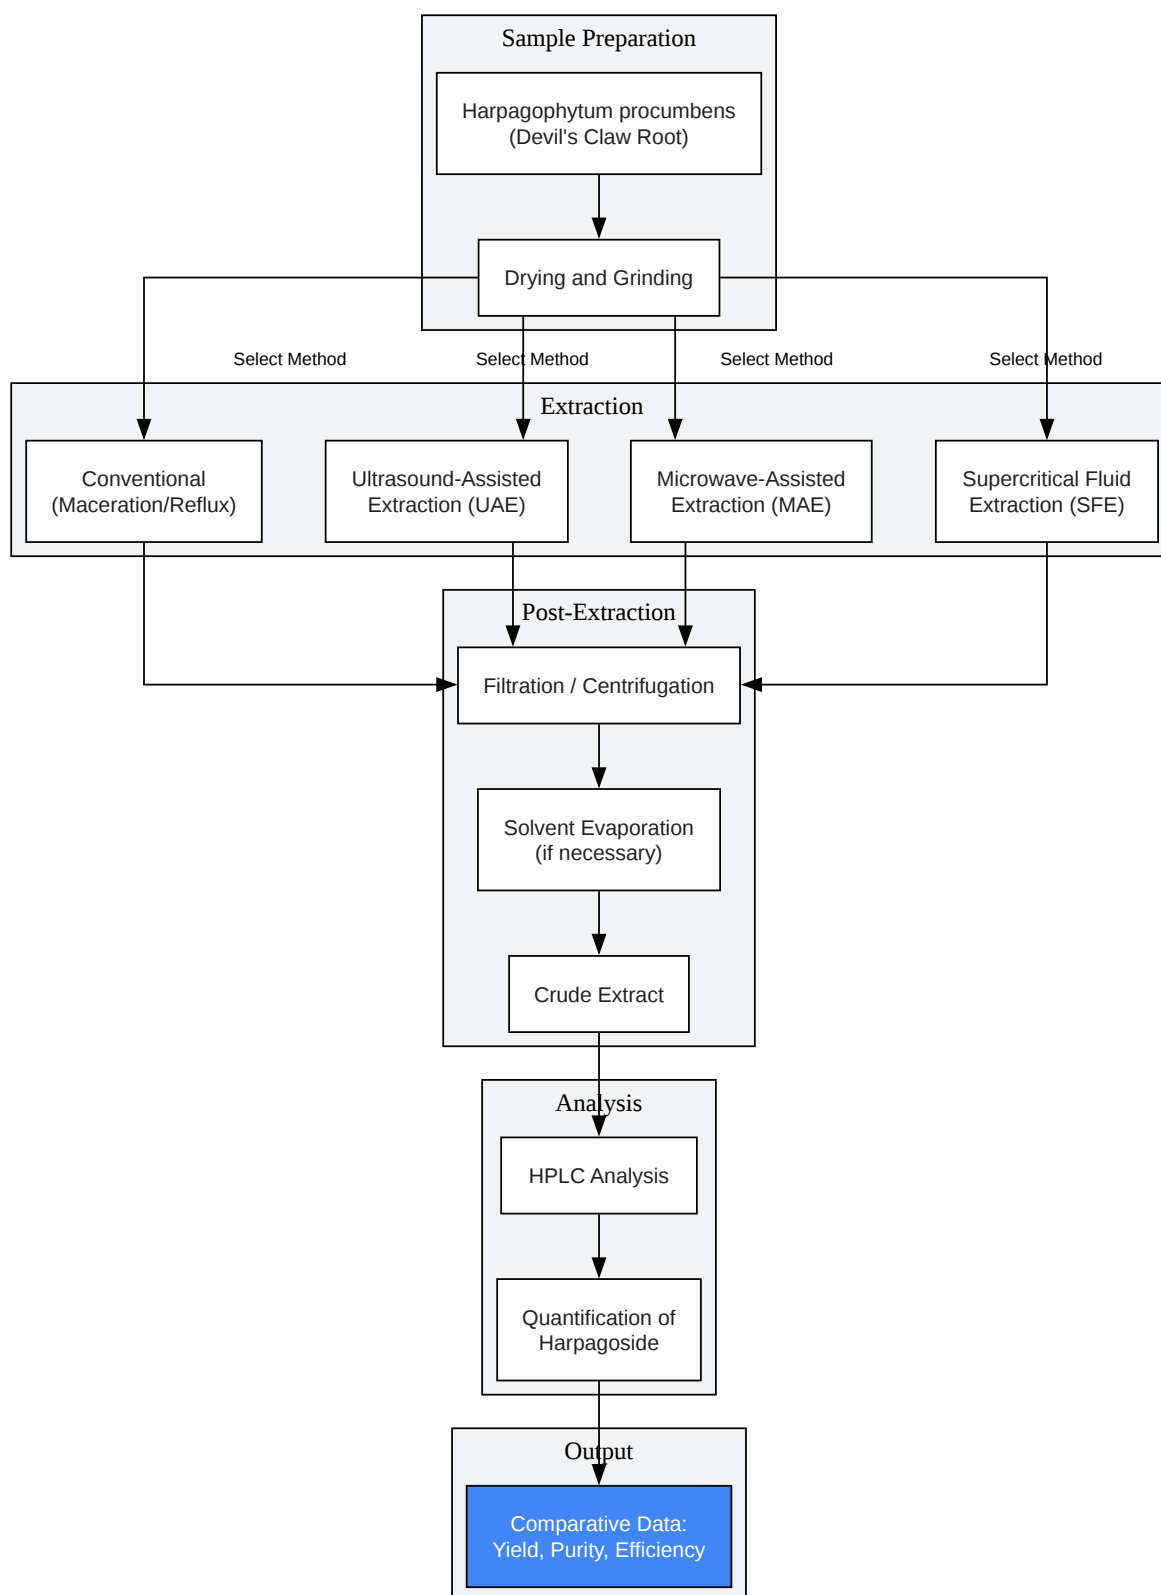 Sample Preparation
Harpagophytum procumbens
(Devil's Claw Root)
Drying and Grinding
Select Method
Select Method
Select Method
Select Method
Extraction
Conventional
(Maceration/Reflux)
Ultrasound-Assisted
Extraction (UAE)
Microwave-Assisted
Extraction (MAE)
Supercritical Fluid
Extraction (SFE)
Post-Extraction
Filtration / Centrifugation
Solvent Evaporation
(if necessary)
Crude Extract
Analysis
HPLC Analysis
Quantification of
Harpagoside
Output
Comparative Data:
Yield, Purity, Efficiency